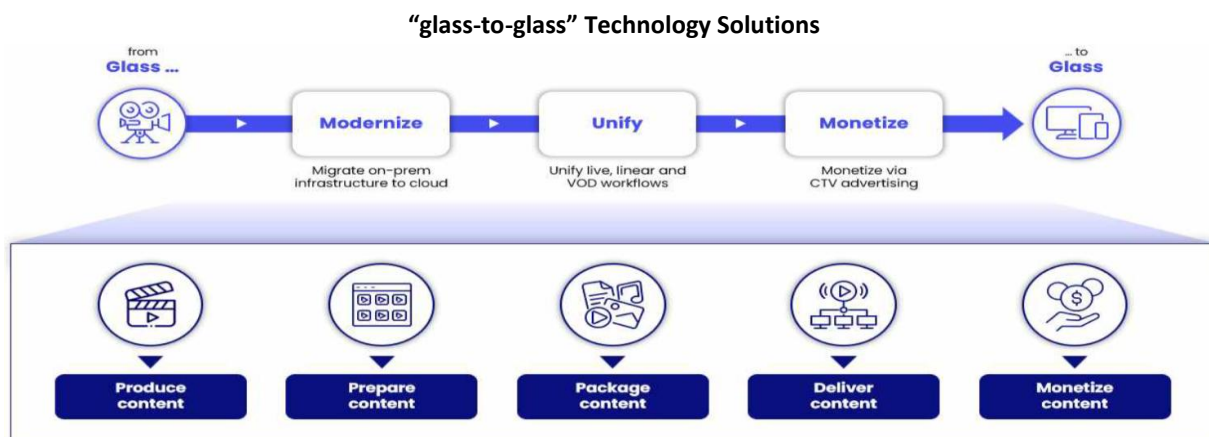 “glass-to-glass” Technology Solutions
from
Glass ...
... to
Glass
Modernize
Unify
Monetize
Migrate on-prem
infrastructure to cloud
Unify live, linear and
VOD workflows
Monetize via
CTV advertising
$
Produce
content
Prepare
content
Package
content
Deliver
content
Monetize
content